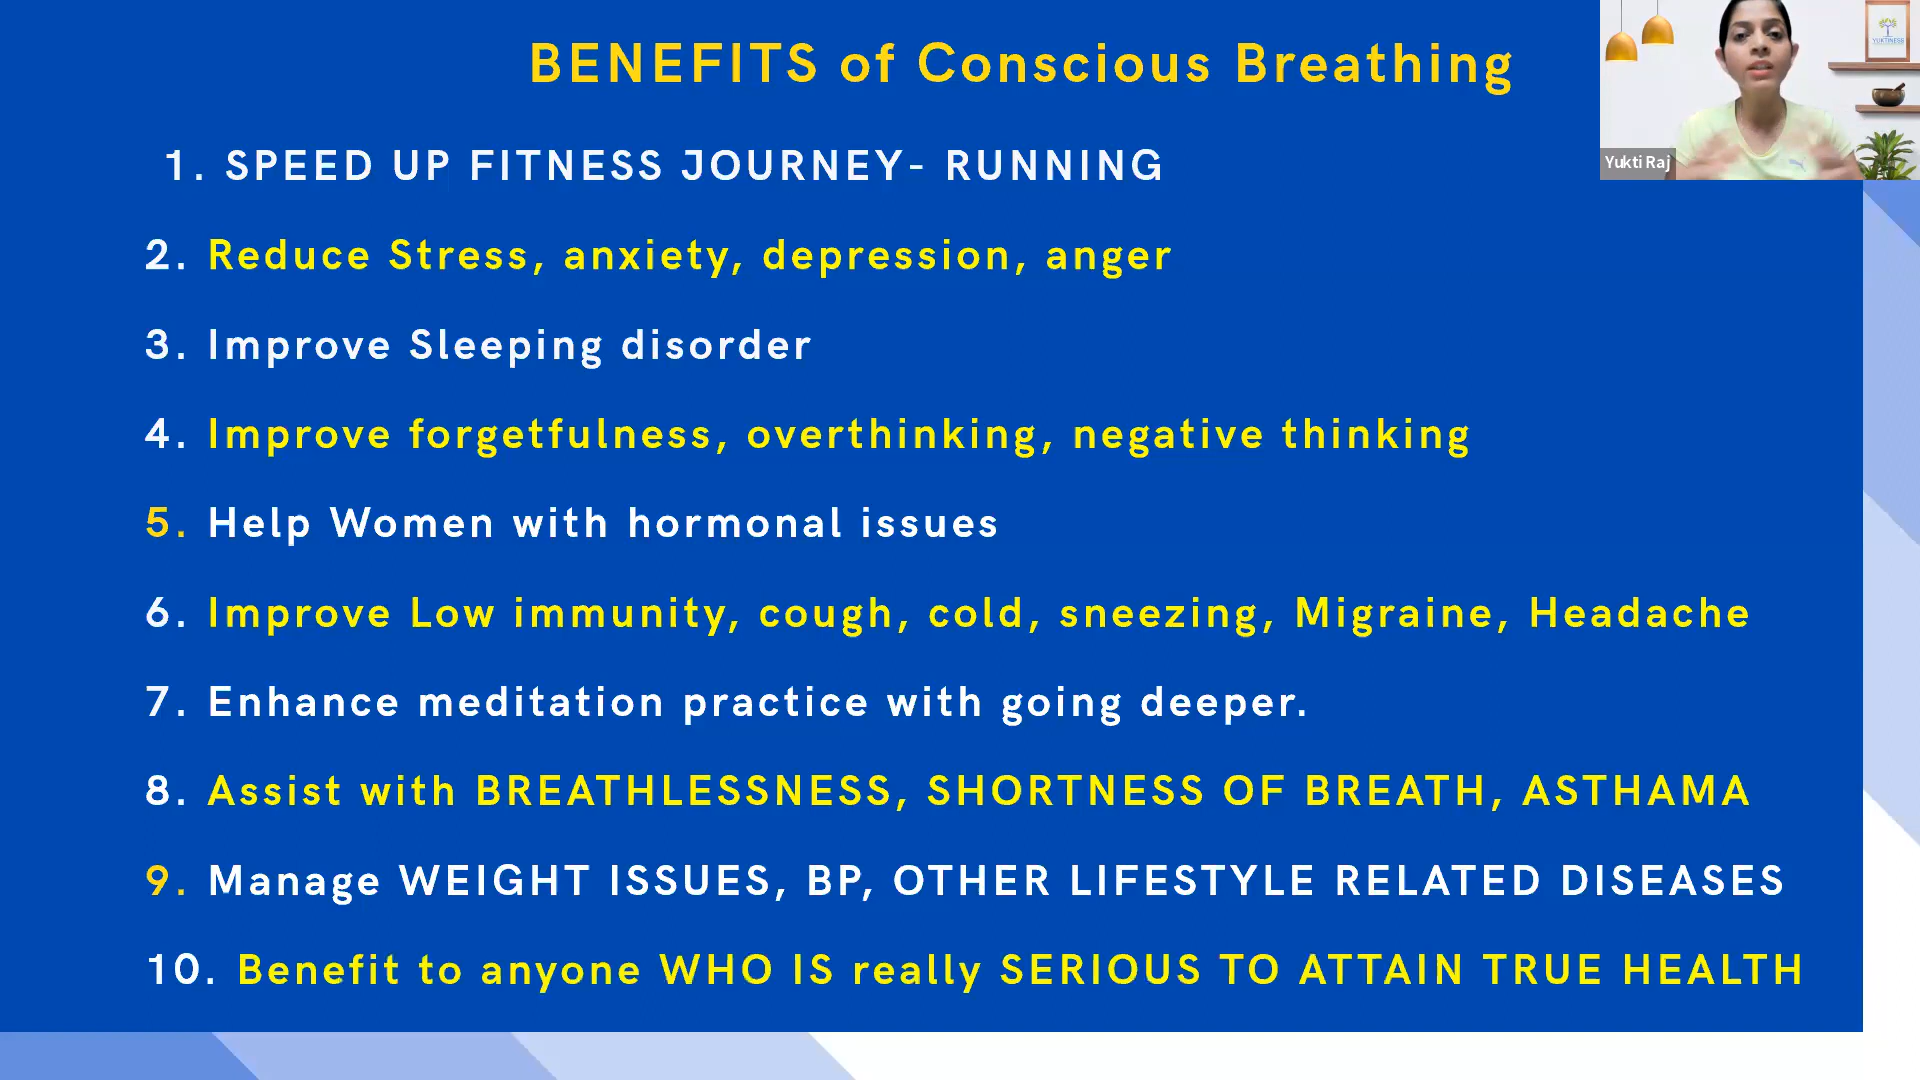 BENEFITS of Conscious Breathing
1. SPEED UP FITNESS JOURNEY- RUNNING
2. Reduce Stress, anxiety, depression, anger
3. Improve Sleeping disorder
4. Improve forgetfulness, overthinking, negative thinking
5. Help Women with hormonal issues
6. Improve Low immunity, cough, cold, sneezing, Migraine, Headache
7. Enhance meditation practice with going deeper.
8. Assist with BREATHLESSNESS, SHORTNESS OF BREATH, ASTHAMA
9. Manage WEIGHT ISSUES, BP, OTHER LIFESTYLE RELATED DISEASES
10. Benefit to anyone WHO IS really SERIOUS TO ATTAIN TRUE HEALTH
Yukti Raj
YUKTINESS